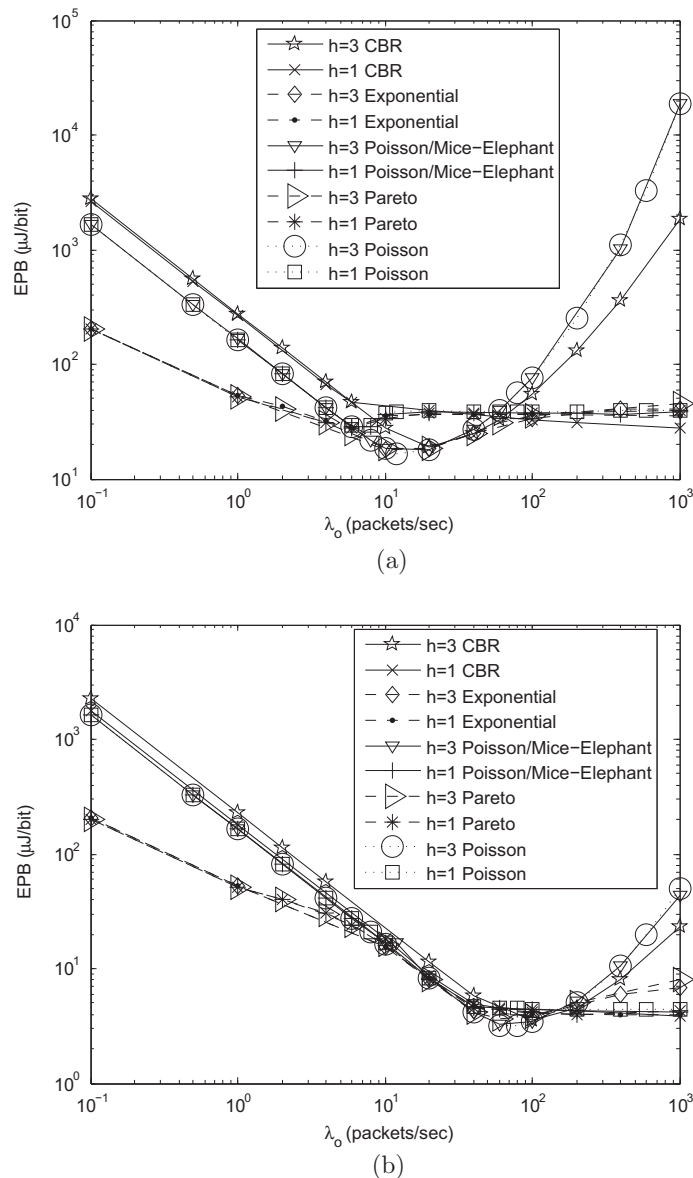 10^5
10^4
10^3
10^2
10^1
EPB (μJ/bit)
h=3 CBR
h=1 CBR
h=3 Exponential
h=1 Exponential
h=3 Poisson/Mice−Elephant
h=1 Poisson/Mice−Elephant
h=3 Pareto
h=1 Pareto
h=3 Poisson
h=1 Poisson
10^−1 10^0 10^1 10^2 10^3
λ_o (packets/sec)
(a)
10^4
10^3
10^2
10^1
10^0
EPB (μJ/bit)
h=3 CBR
h=1 CBR
h=3 Exponential
h=1 Exponential
h=3 Poisson/Mice−Elephant
h=1 Poisson/Mice−Elephant
h=3 Pareto
h=1 Pareto
h=3 Poisson
h=1 Poisson
10^−1 10^0 10^1 10^2 10^3
λ_o (packets/sec)
(b)